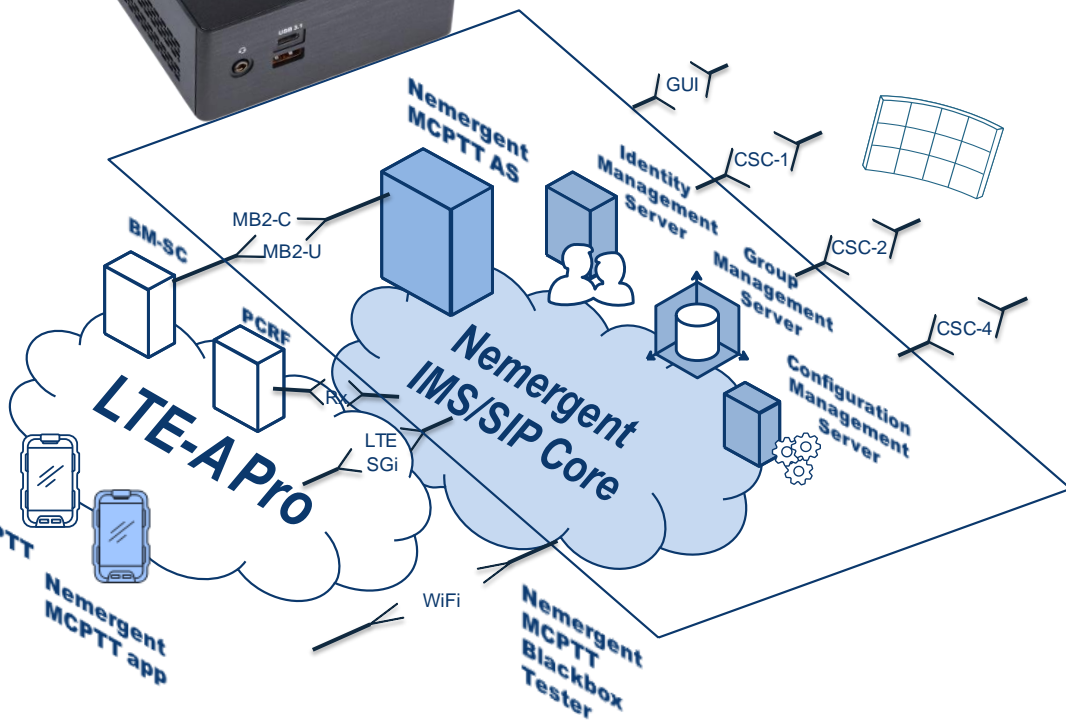 USB 3.1
GUI
Nemergent
MCPTT AS
CSC-1
Identity
Management
Server
MB2-C
MB2-U
BM-SC
CSC-2
Group
Management
Server
CSC-4
PCRF
Nemergent
IMS/SIP Core
Configuration
Management
Server
Rx
LTE-A Pro
LTE
SGi
PTT
Nemergent
MCPTT app
WiFi
Nemergent
MCPTT
Blackbox
Tester